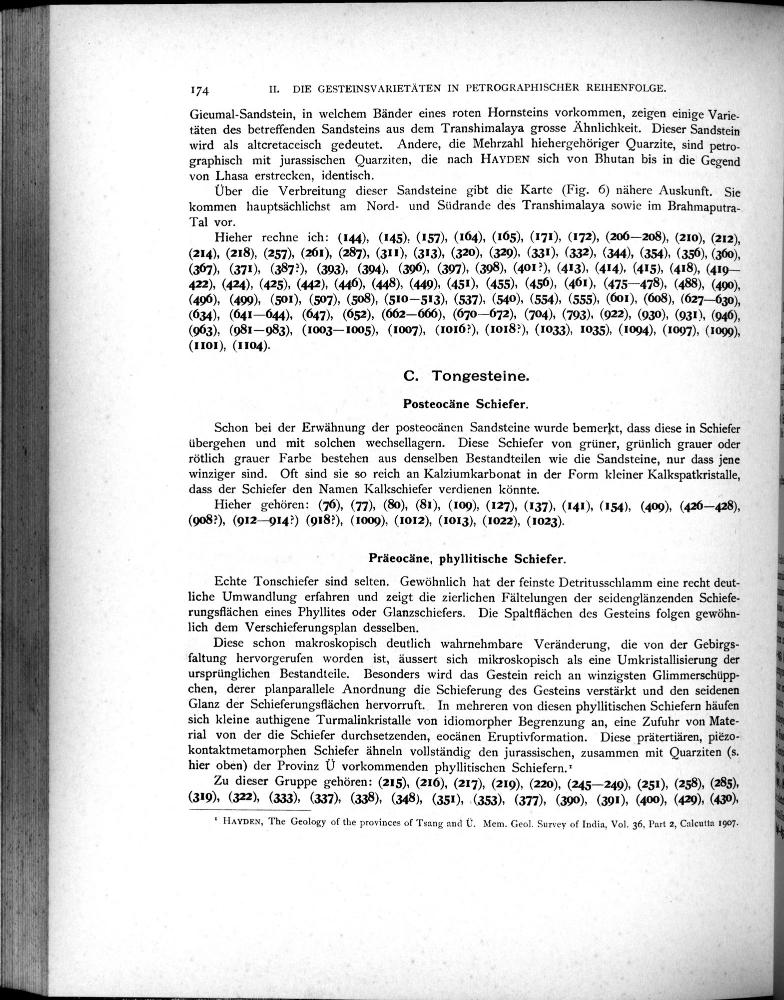 174 II. DIE GESTEINSVARIETÄTEN IN PETROGRAPHISCHER REIHENFOLGE.
Gieumal-Sandstein, in welchem Bänder eines roten Hornsteins vorkommen, zeigen einige Varie-
täten des betreffenden Sandsteins aus dem Transhimalaya grosse Ähnlichkeit. Dieser Sandstein
wird als altcretaceisch gedeutet. Andere, die Mehrzahl hiehergehöriger Quarzite, sind petro-
graphisch mit jurassischen Quarziten, die nach HAYDEN sich von Bhutan bis in die Gegend
von Lhasa erstrecken, identisch.
Über die Verbreitung dieser Sandsteine gibt die Karte (Fig. 6) nähere Auskunft. Sie
kommen hauptsächlichst am Nord- und Südrande des Transhimalaya sowie im Brahmaputra-
Tal vor.
Hieher rechne ich: (144), (145), (157), (164), (165), (171), (172), (206—208), (210), (212),
(214), (218), (257), (261), (287), (311), (313), (320), (329), (331), (332), (344), (354), (356), (360),
(367), (371), (387?), (393), (394), (396), (397), (398), (401?), (413), (414), (415), (418), (419—
422), (424), (425), (442), (446), (448), (449), (451), (455), (456), (461), (475—478), (488), (490),
(496), (499), (501), (507), (508), (510—513), (537), (540), (554), (555), (601), (608), (627—630),
(634), (641—644), (647), (652), (662—666), (670—672), (704), (793), (922), (930), (931), (946),
(963), (981—983), (1003—1005), (1007), (1016?), (1018?), (1033), 1035), (1094), (1097), (1099),
(1101), (1104).
C. Tongesteine.
Posteocäne Schiefer.
Schon bei der Erwähnung der posteocänen Sandsteine wurde bemerkt, dass diese in Schiefer
übergehen und mit solchen wechsellagern. Diese Schiefer von grüner, grünlich grauer oder
rötlich grauer Farbe bestehen aus denselben Bestandteilen wie die Sandsteine, nur dass jene
winziger sind. Oft sind sie so reich an Kalziumkarbonat in der Form kleiner Kalkspatkristalle,
dass der Schiefer den Namen Kalkschiefer verdienen könnte.
Hieher gehören: (76), (77), (80), (81), (109), (127), (137), (141), (154), (409), (426—428),
(908?), (912—914?) (918?), (1009), (1012), (1013), (1022), (1023).
Präeocäne, phyllitische Schiefer.
Echte Tonschiefer sind selten. Gewöhnlich hat der feinste Detritusschlamm eine recht deut-
liche Umwandlung erfahren und zeigt die zierlichen Fältelungen der seidenglänzenden Schiefe-
rungsflächen eines Phyllites oder Glanzschiefers. Die Spaltflächen des Gesteins folgen gewöhn-
lich dem Verschieferungsplan desselben.
Diese schon makroskopisch deutlich wahrnehmbare Veränderung, die von der Gebirgs-
faltung hervorgerufen worden ist, äussert sich mikroskopisch als eine Umkristallisierung der
ursprünglichen Bestandteile. Besonders wird das Gestein reich an winzigsten Glimmerschüpp-
chen, derer planparallele Anordnung die Schieferung des Gesteins verstärkt und den seidenen
Glanz der Schieferungsflächen hervorruft. In mehreren von diesen phyllitischen Schiefern häufen
sich kleine authigene Turmalinkristalle von idiomorpher Begrenzung an, eine Zufuhr von Mate-
rial von der die Schiefer durchsetzenden, eocänen Eruptivformation. Diese prätertiären, piëzo-
kontaktmetamorphen Schiefer ähneln vollständig den jurassischen, zusammen mit Quarziten (s.
hier oben) der Provinz Ü vorkommenden phyllitischen Schiefern.¹
Zu dieser Gruppe gehören: (215), (216), (217), (219), (220), (245—249), (251), (258), (285),
(319), (322), (333), (337), (338), (348), (351), (353), (377), (390), (391), (400), (429), (430),
¹ HAYDEN, The Geology of the provinces of Tsang and Ü. Mem. Geol. Survey of India, Vol. 36, Part 2, Calcutta 1907.